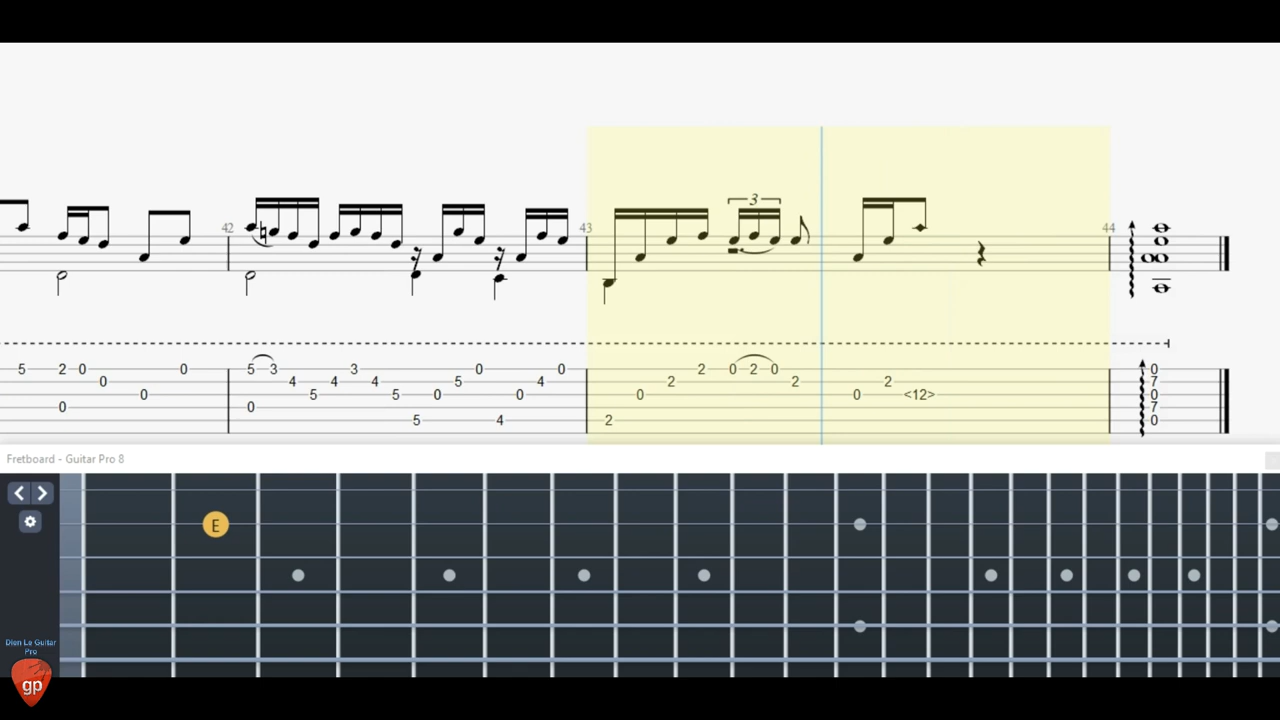 3
42 43 44
5 2 0 0 5 3 3 0 0 2 0 2 0 0
0 4 4 4 5 4 2 2 2 7
0 5 5 0 0 0 0 <12> 0
0 0 7
5 4 2 0
Fretboard - Guitar Pro 8
E
Dien Le Guitar
Pro
gp